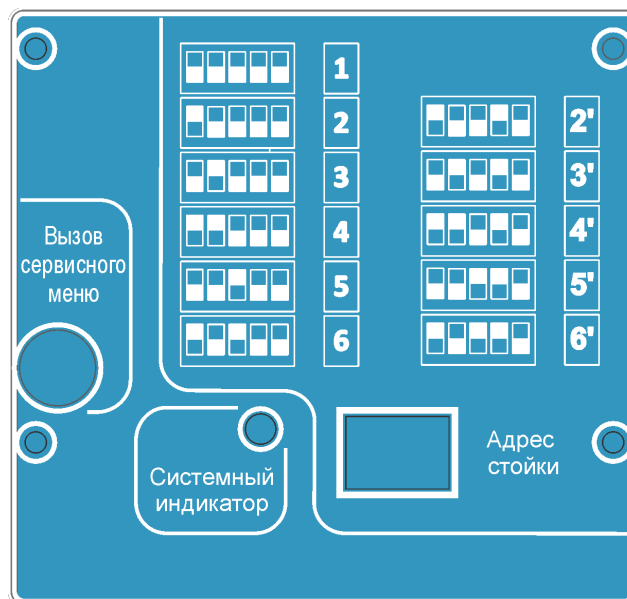 1
2
2'
3
3'
4
4'
5
5'
6
6'
Вызов
сервисного
меню
Системный
индикатор
Адрес
стойки